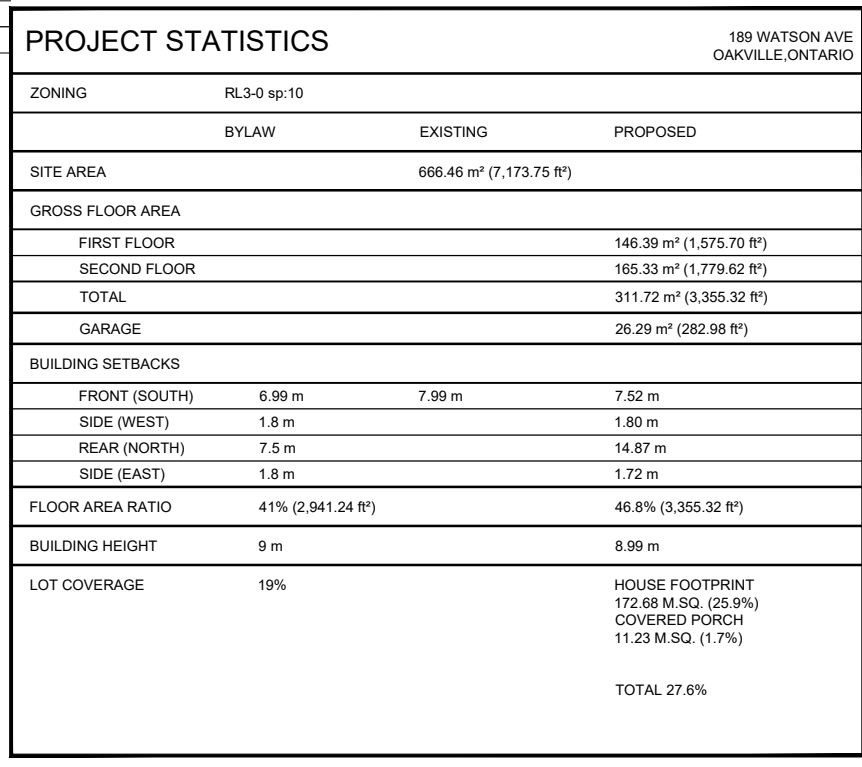 PROJECT STATISTICS
189 WATSON AVE
OAKVILLE,ONTARIO
ZONING RL3-0 sp:10
BYLAW EXISTING PROPOSED
SITE AREA 666.46 m² (7,173.75 ft²)
GROSS FLOOR AREA
FIRST FLOOR 146.39 m² (1,575.70 ft²)
SECOND FLOOR 165.33 m² (1,779.62 ft²)
TOTAL 311.72 m² (3,355.32 ft²)
GARAGE 26.29 m² (282.98 ft²)
BUILDING SETBACKS
FRONT (SOUTH) 6.99 m 7.99 m 7.52 m
SIDE (WEST) 1.8 m 1.80 m
REAR (NORTH) 7.5 m 14.87 m
SIDE (EAST) 1.8 m 1.72 m
FLOOR AREA RATIO 41% (2,941.24 ft²) 46.8% (3,355.32 ft²)
BUILDING HEIGHT 9 m 8.99 m
LOT COVERAGE 19% HOUSE FOOTPRINT
172.68 M.SQ. (25.9%)
COVERED PORCH
11.23 M.SQ. (1.7%)
TOTAL 27.6%